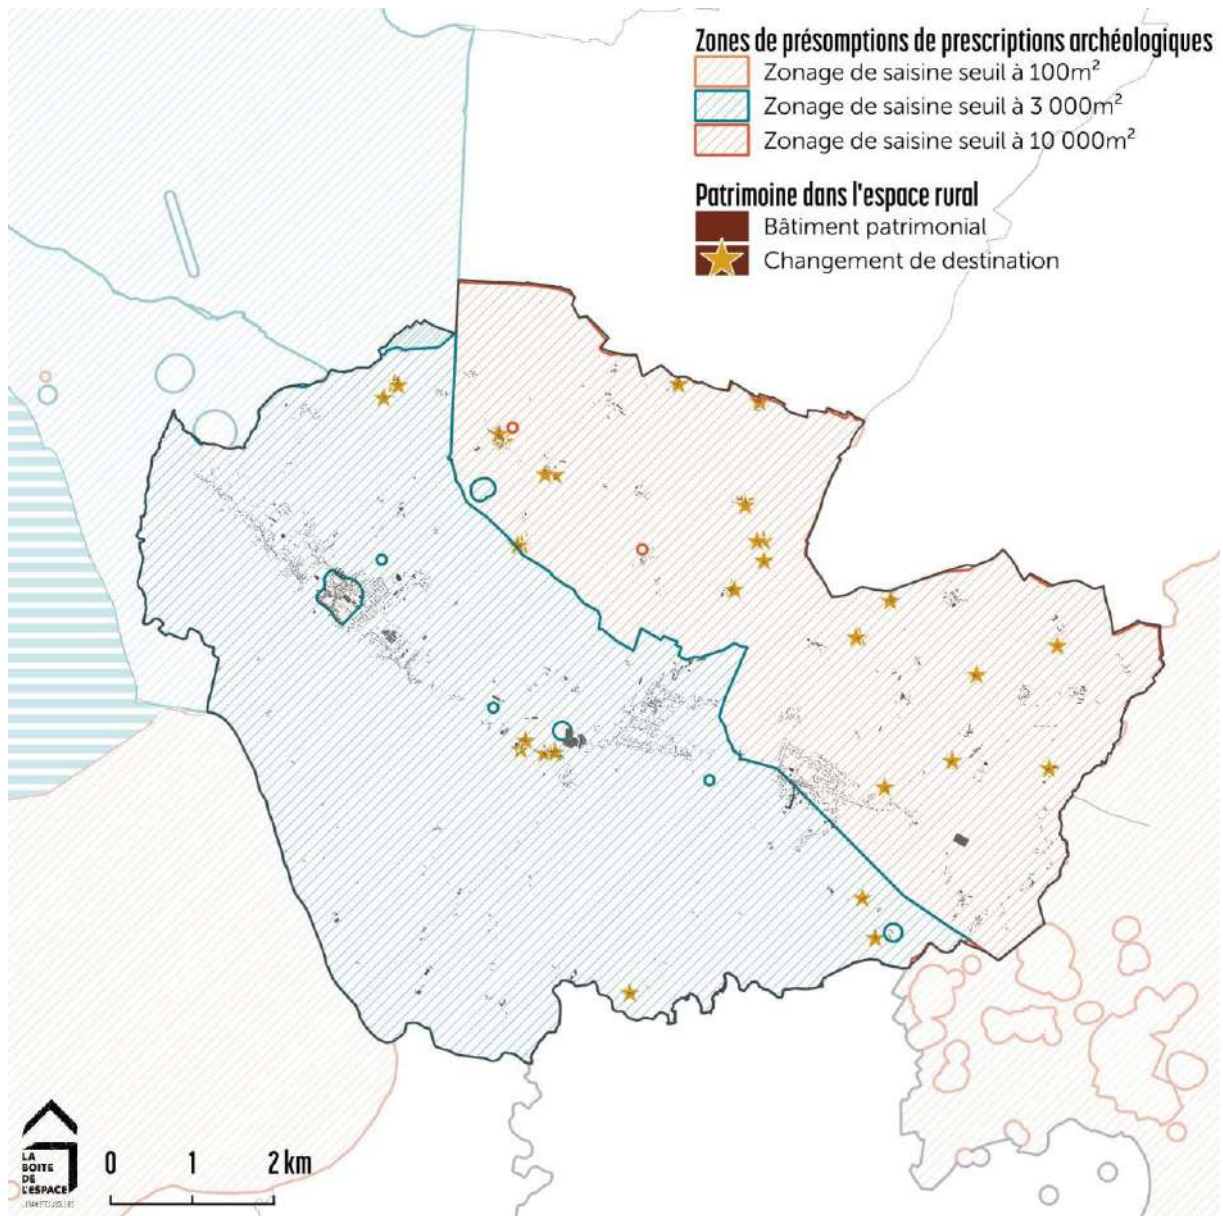 Zones de présomptions de prescriptions archéologiques
Zonage de saisine seuil à 100m²
Zonage de saisine seuil à 3 000m²
Zonage de saisine seuil à 10 000m²
Patrimoine dans l'espace rural
Bâtiment patrimonial
Changement de destination
LA
BOITE
DE
L'ESPACE
0 1 2 km